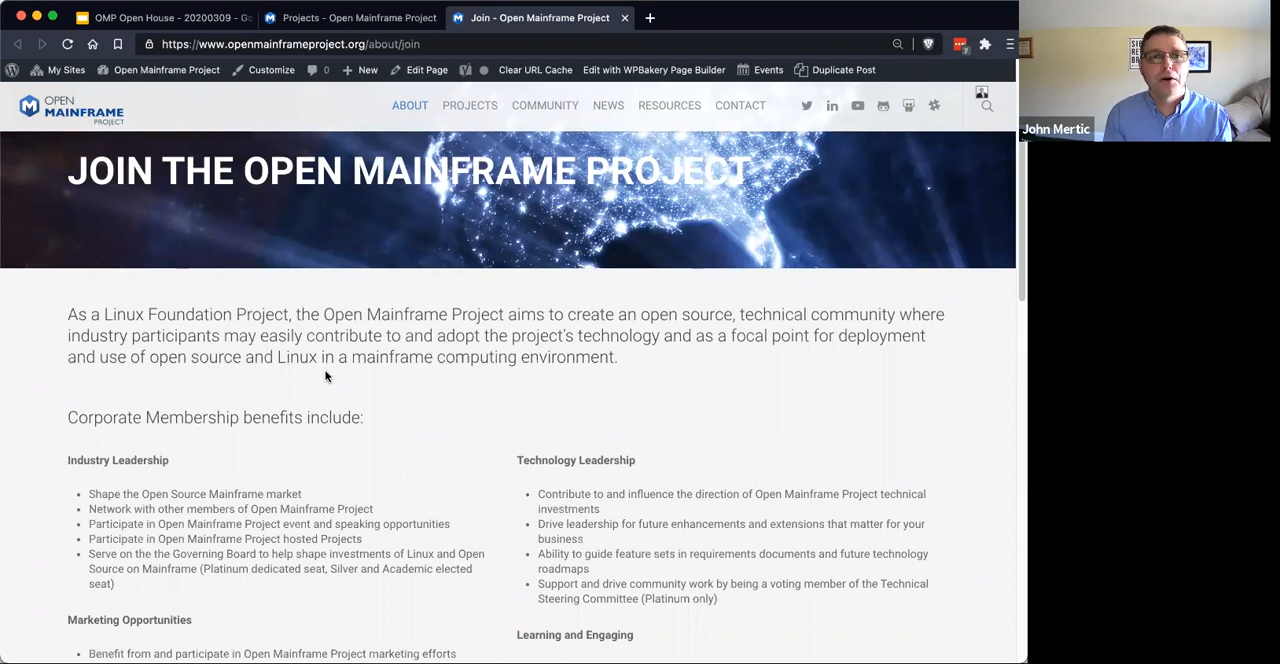 OMP Open House - 20200309 - Go
Projects - Open Mainframe Project
Join - Open Mainframe Project
https://www.openmainframeproject.org/about/join
7
My Sites
Open Mainframe Project
Customize
0
New
Edit Page
Clear URL Cache
Edit with WPBakery Page Builder
Events
Duplicate Post
OPEN
MAINFRAME
PROJECT
ABOUT
PROJECTS
COMMUNITY
NEWS
RESOURCES
CONTACT
John Mertic
JOIN THE OPEN MAINFRAME PROJECT
As a Linux Foundation Project, the Open Mainframe Project aims to create an open source, technical community where
industry participants may easily contribute to and adopt the project's technology and as a focal point for deployment
and use of open source and Linux in a mainframe computing environment.
Corporate Membership benefits include:
Industry Leadership
Shape the Open Source Mainframe market
Network with other members of Open Mainframe Project
Participate in Open Mainframe Project event and speaking opportunities
Participate in Open Mainframe Project hosted Projects
Serve on the the Governing Board to help shape investments of Linux and Open
Source on Mainframe (Platinum dedicated seat, Silver and Academic elected
seat)
Marketing Opportunities
Benefit from and participate in Open Mainframe Project marketing efforts
Technology Leadership
Contribute to and influence the direction of Open Mainframe Project technical
investments
Drive leadership for future enhancements and extensions that matter for your
business
Ability to guide feature sets in requirements documents and future technology
roadmaps
Support and drive community work by being a voting member of the Technical
Steering Committee (Platinum only)
Learning and Engaging